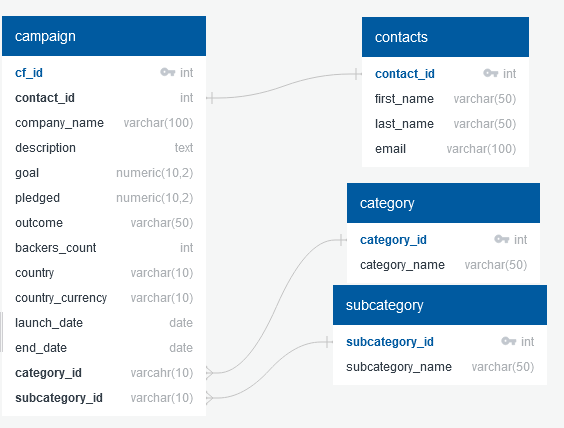 campaign
cf_id int
contact_id int
company_name varchar(100)
description text
goal numeric(10,2)
pledged numeric(10,2)
outcome varchar(50)
backers_count int
country varchar(10)
country_currency varchar(10)
launch_date date
end_date date
category_id varcahr(10)
subcategory_id varchar(10)
contacts
contact_id int
first_name varchar(50)
last_name varchar(50)
email varchar(100)
category
category_id int
category_name varchar(50)
subcategory
subcategory_id int
subcategory_name varchar(50)